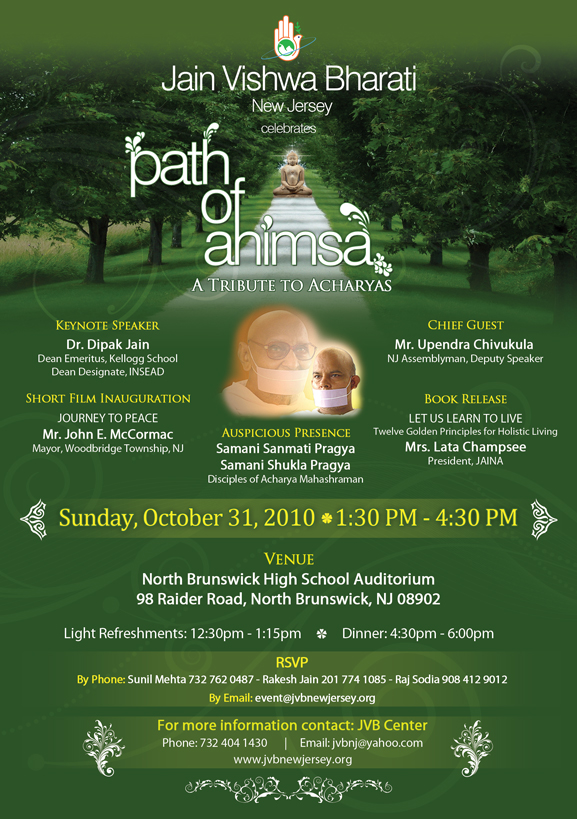 Jain Vishwa Bharati
New Jersey
celebrates
path
of
ahimsa
A Tribute to Acharyas
Keynote Speaker
Dr. Dipak Jain
Dean Emeritus, Kellogg School
Dean Designate, INSEAD
Short Film Inauguration
JOURNEY TO PEACE
Mr. John E. McCormac
Mayor, Woodbridge Township, NJ
Auspicious Presence
Samani Sanmati Pragya
Samani Shukla Pragya
Disciples of Acharya Mahashraman
Chief Guest
Mr. Upendra Chivukula
NJ Assemblyman, Deputy Speaker
Book Release
LET US LEARN TO LIVE
Twelve Golden Principles for Holistic Living
Mrs. Lata Champsee
President, JAINA
Sunday, October 31, 2010 1:30 PM - 4:30 PM
Venue
North Brunswick High School Auditorium
98 Raider Road, North Brunswick, NJ 08902
Light Refreshments: 12:30pm - 1:15pm Dinner: 4:30pm - 6:00pm
RSVP
By Phone: Sunil Mehta 732 762 0487 - Rakesh Jain 201 774 1085 - Raj Sodia 908 412 9012
By Email: event@jvbnewjersey.org
For more information contact: JVB Center
Phone: 732 404 1430 | Email: jvbnj@yahoo.com
www.jvbnewjersey.org